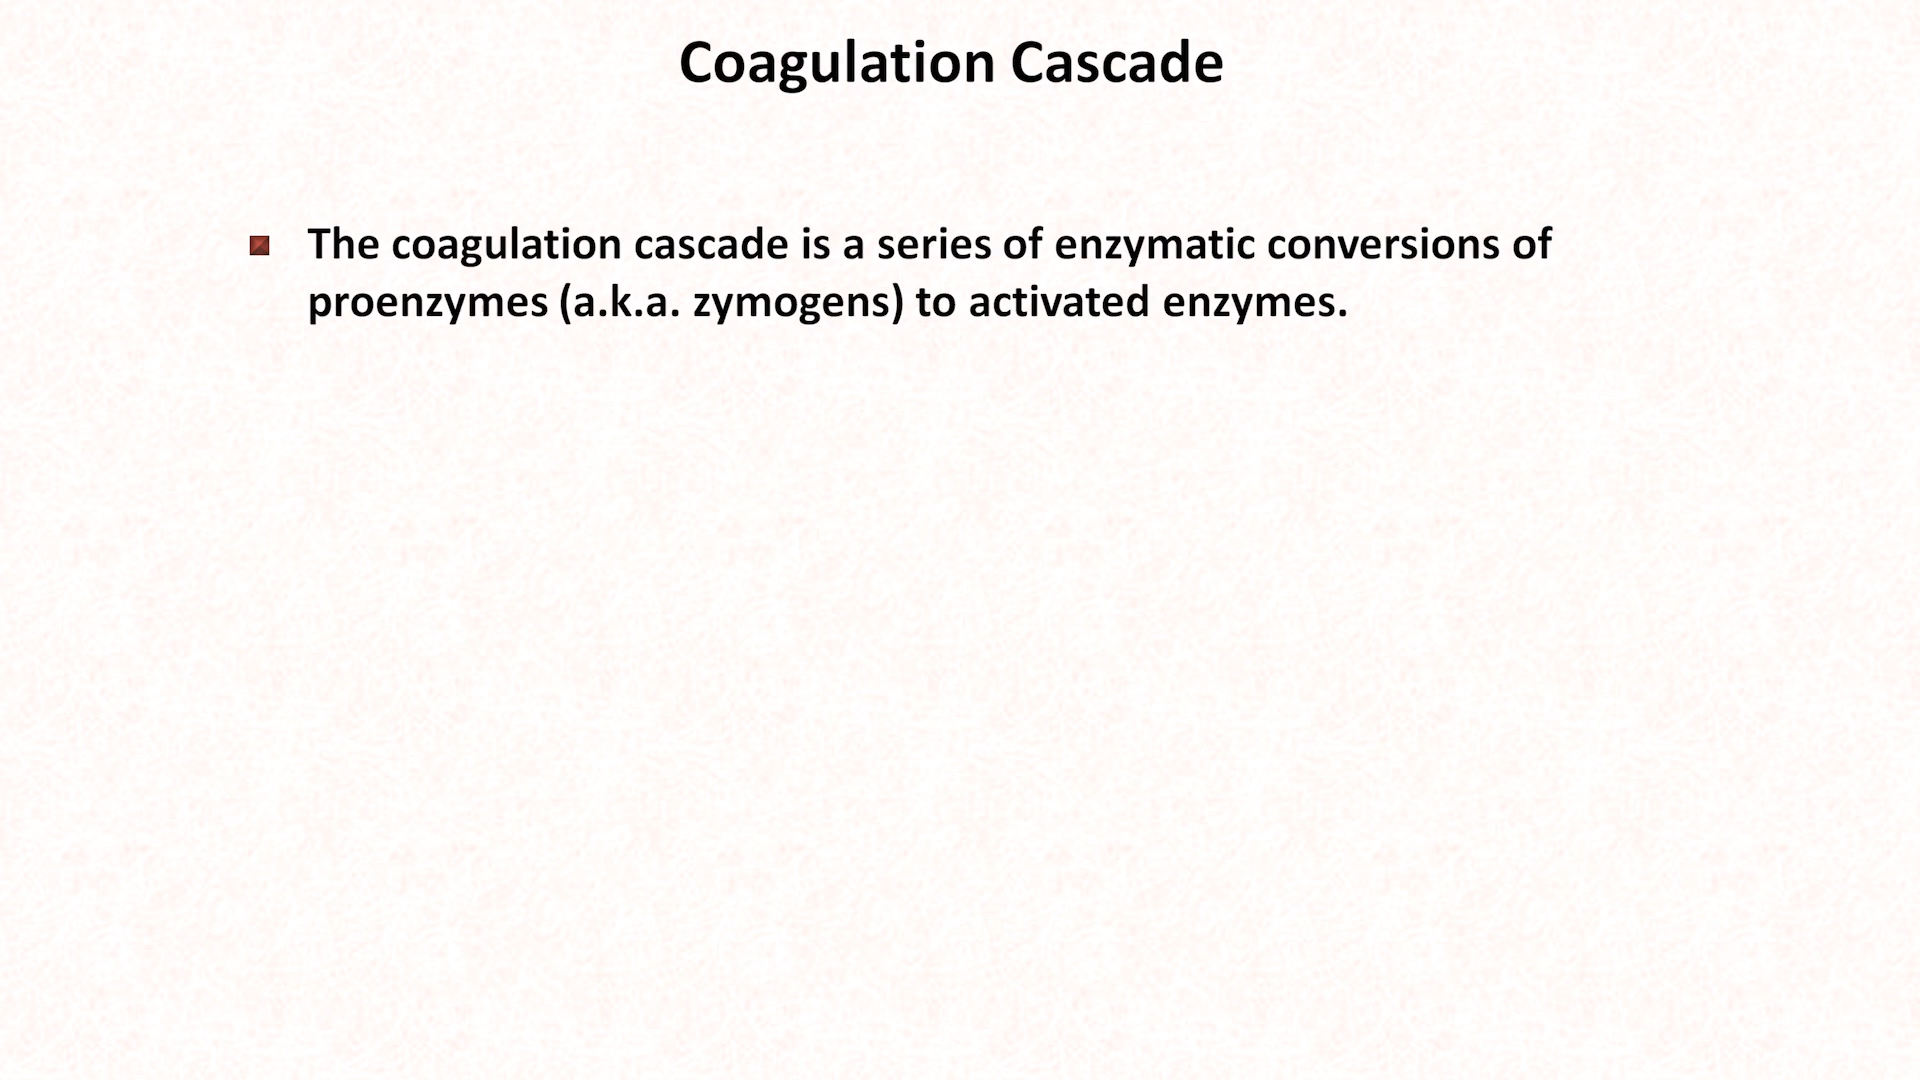 Coagulation Cascade
The coagulation cascade is a series of enzymatic conversions of
proenzymes (a.k.a. zymogens) to activated enzymes.